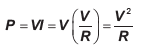 P = VI = V(V/R) = V²/R